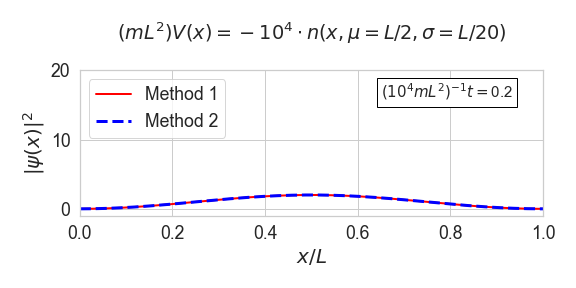 (mL²)V(x) = −10⁴ · n(x, μ = L/2, σ = L/20)
20
10
0
|ψ(x)|²
Method 1
Method 2
(10⁴mL²)⁻¹t = 0.2
0.0 0.2 0.4 0.6 0.8 1.0
x/L